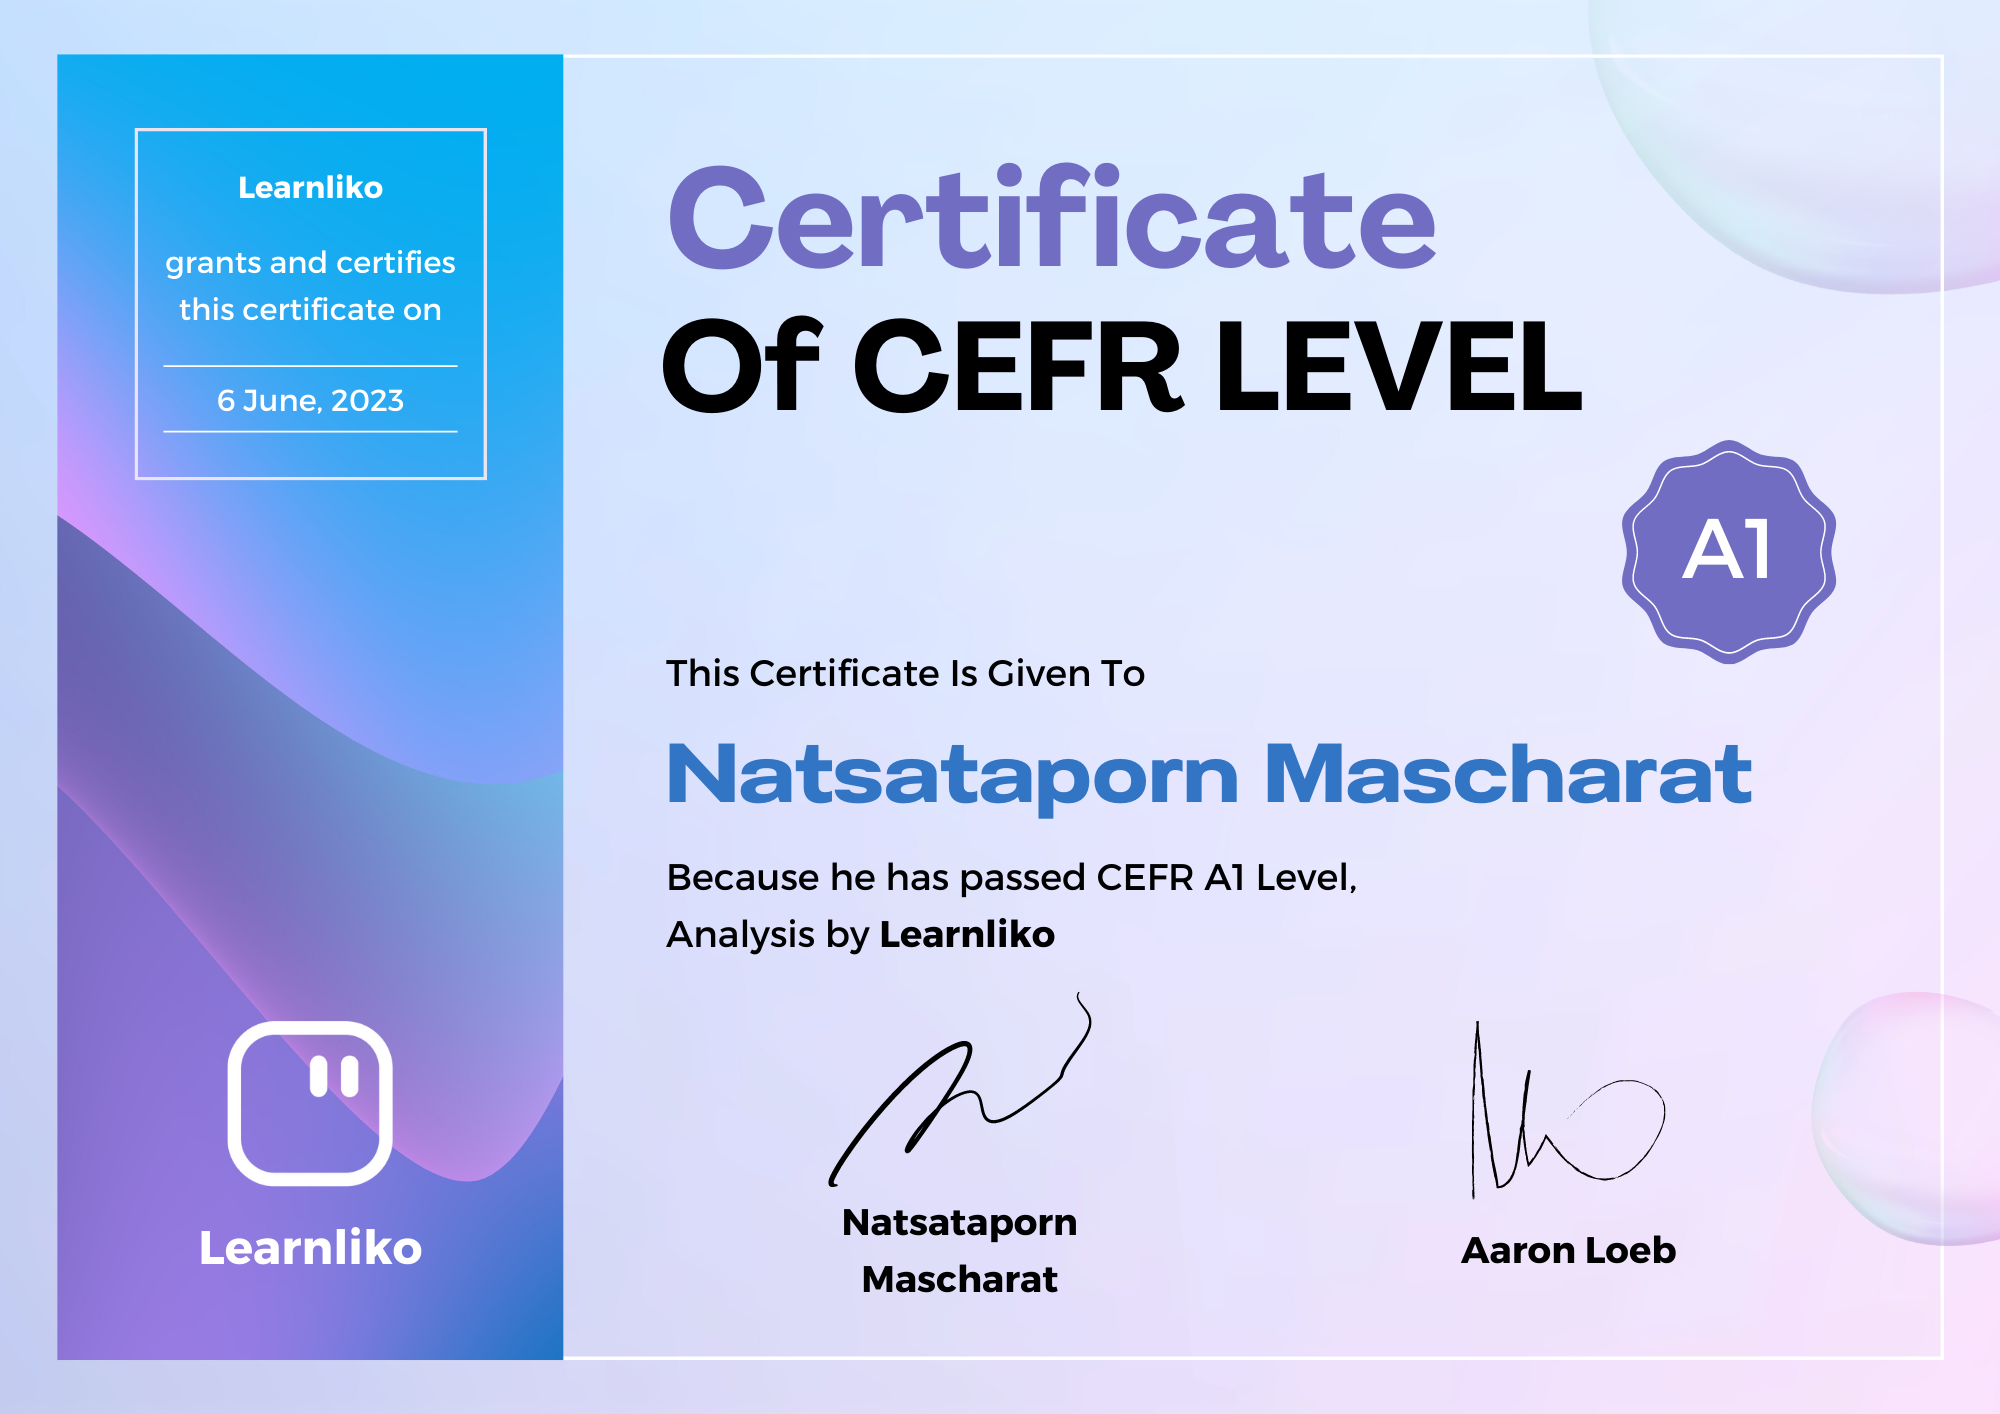 Learnliko
grants and certifies
this certificate on
6 June, 2023
Learnliko
Certificate
Of CEFR LEVEL
A1
This Certificate Is Given To
Natsataporn Mascharat
Because he has passed CEFR A1 Level,
Analysis by Learnliko
Natsataporn
Mascharat
Aaron Loeb